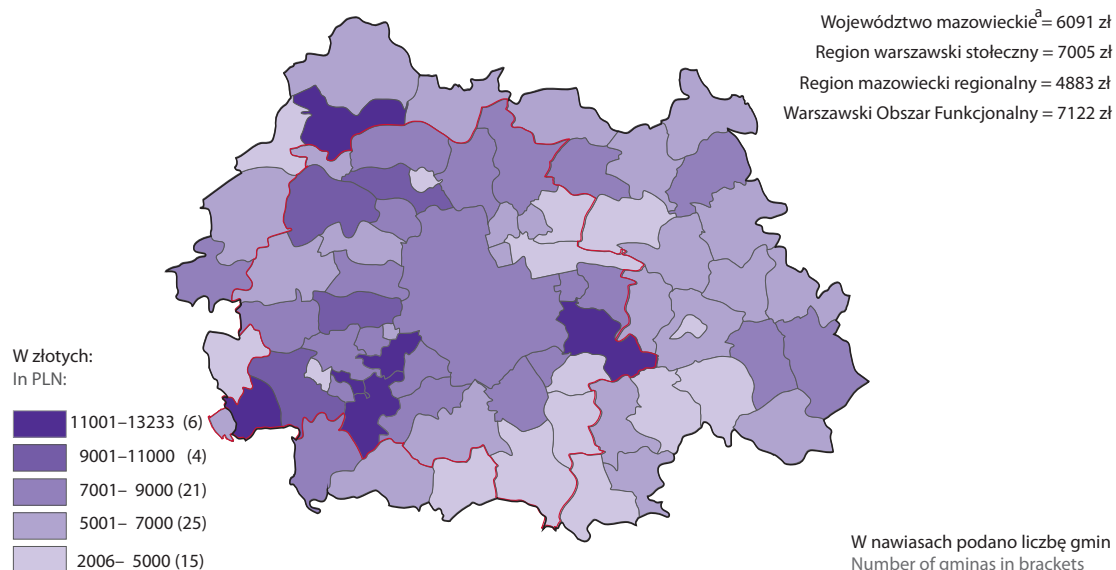 Województwo mazowieckie a = 6091 zł
Region warszawski stołeczny = 7005 zł
Region mazowiecki regionalny = 4883 zł
Warszawski Obszar Funkcjonalny = 7122 zł
W złotych:
In PLN:
11001–13233 (6)
9001–11000 (4)
7001– 9000 (21)
5001– 7000 (25)
2006– 5000 (15)
W nawiasach podano liczbę gmin
Number of gminas in brackets